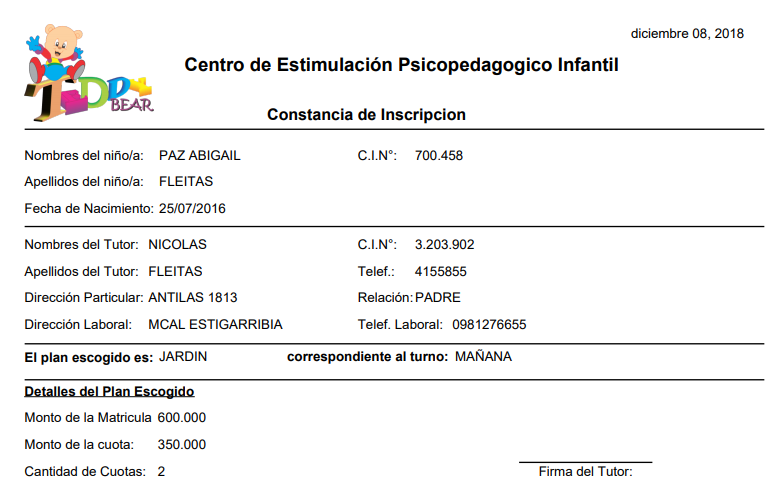 diciembre 08, 2018
Centro de Estimulación Psicopedagogico Infantil
TEDDY BEAR
Constancia de Inscripcion
Nombres del niño/a: PAZ ABIGAIL C.I.N°: 700.458
Apellidos del niño/a: FLEITAS
Fecha de Nacimiento: 25/07/2016
Nombres del Tutor: NICOLAS C.I.N°: 3.203.902
Apellidos del Tutor: FLEITAS Telef.: 4155855
Dirección Particular: ANTILAS 1813 Relación: PADRE
Dirección Laboral: MCAL ESTIGARRIBIA Telef. Laboral: 0981276655
El plan escogido es: JARDIN correspondiente al turno: MAÑANA
Detalles del Plan Escogido
Monto de la Matricula 600.000
Monto de la cuota: 350.000
Cantidad de Cuotas: 2 Firma del Tutor: